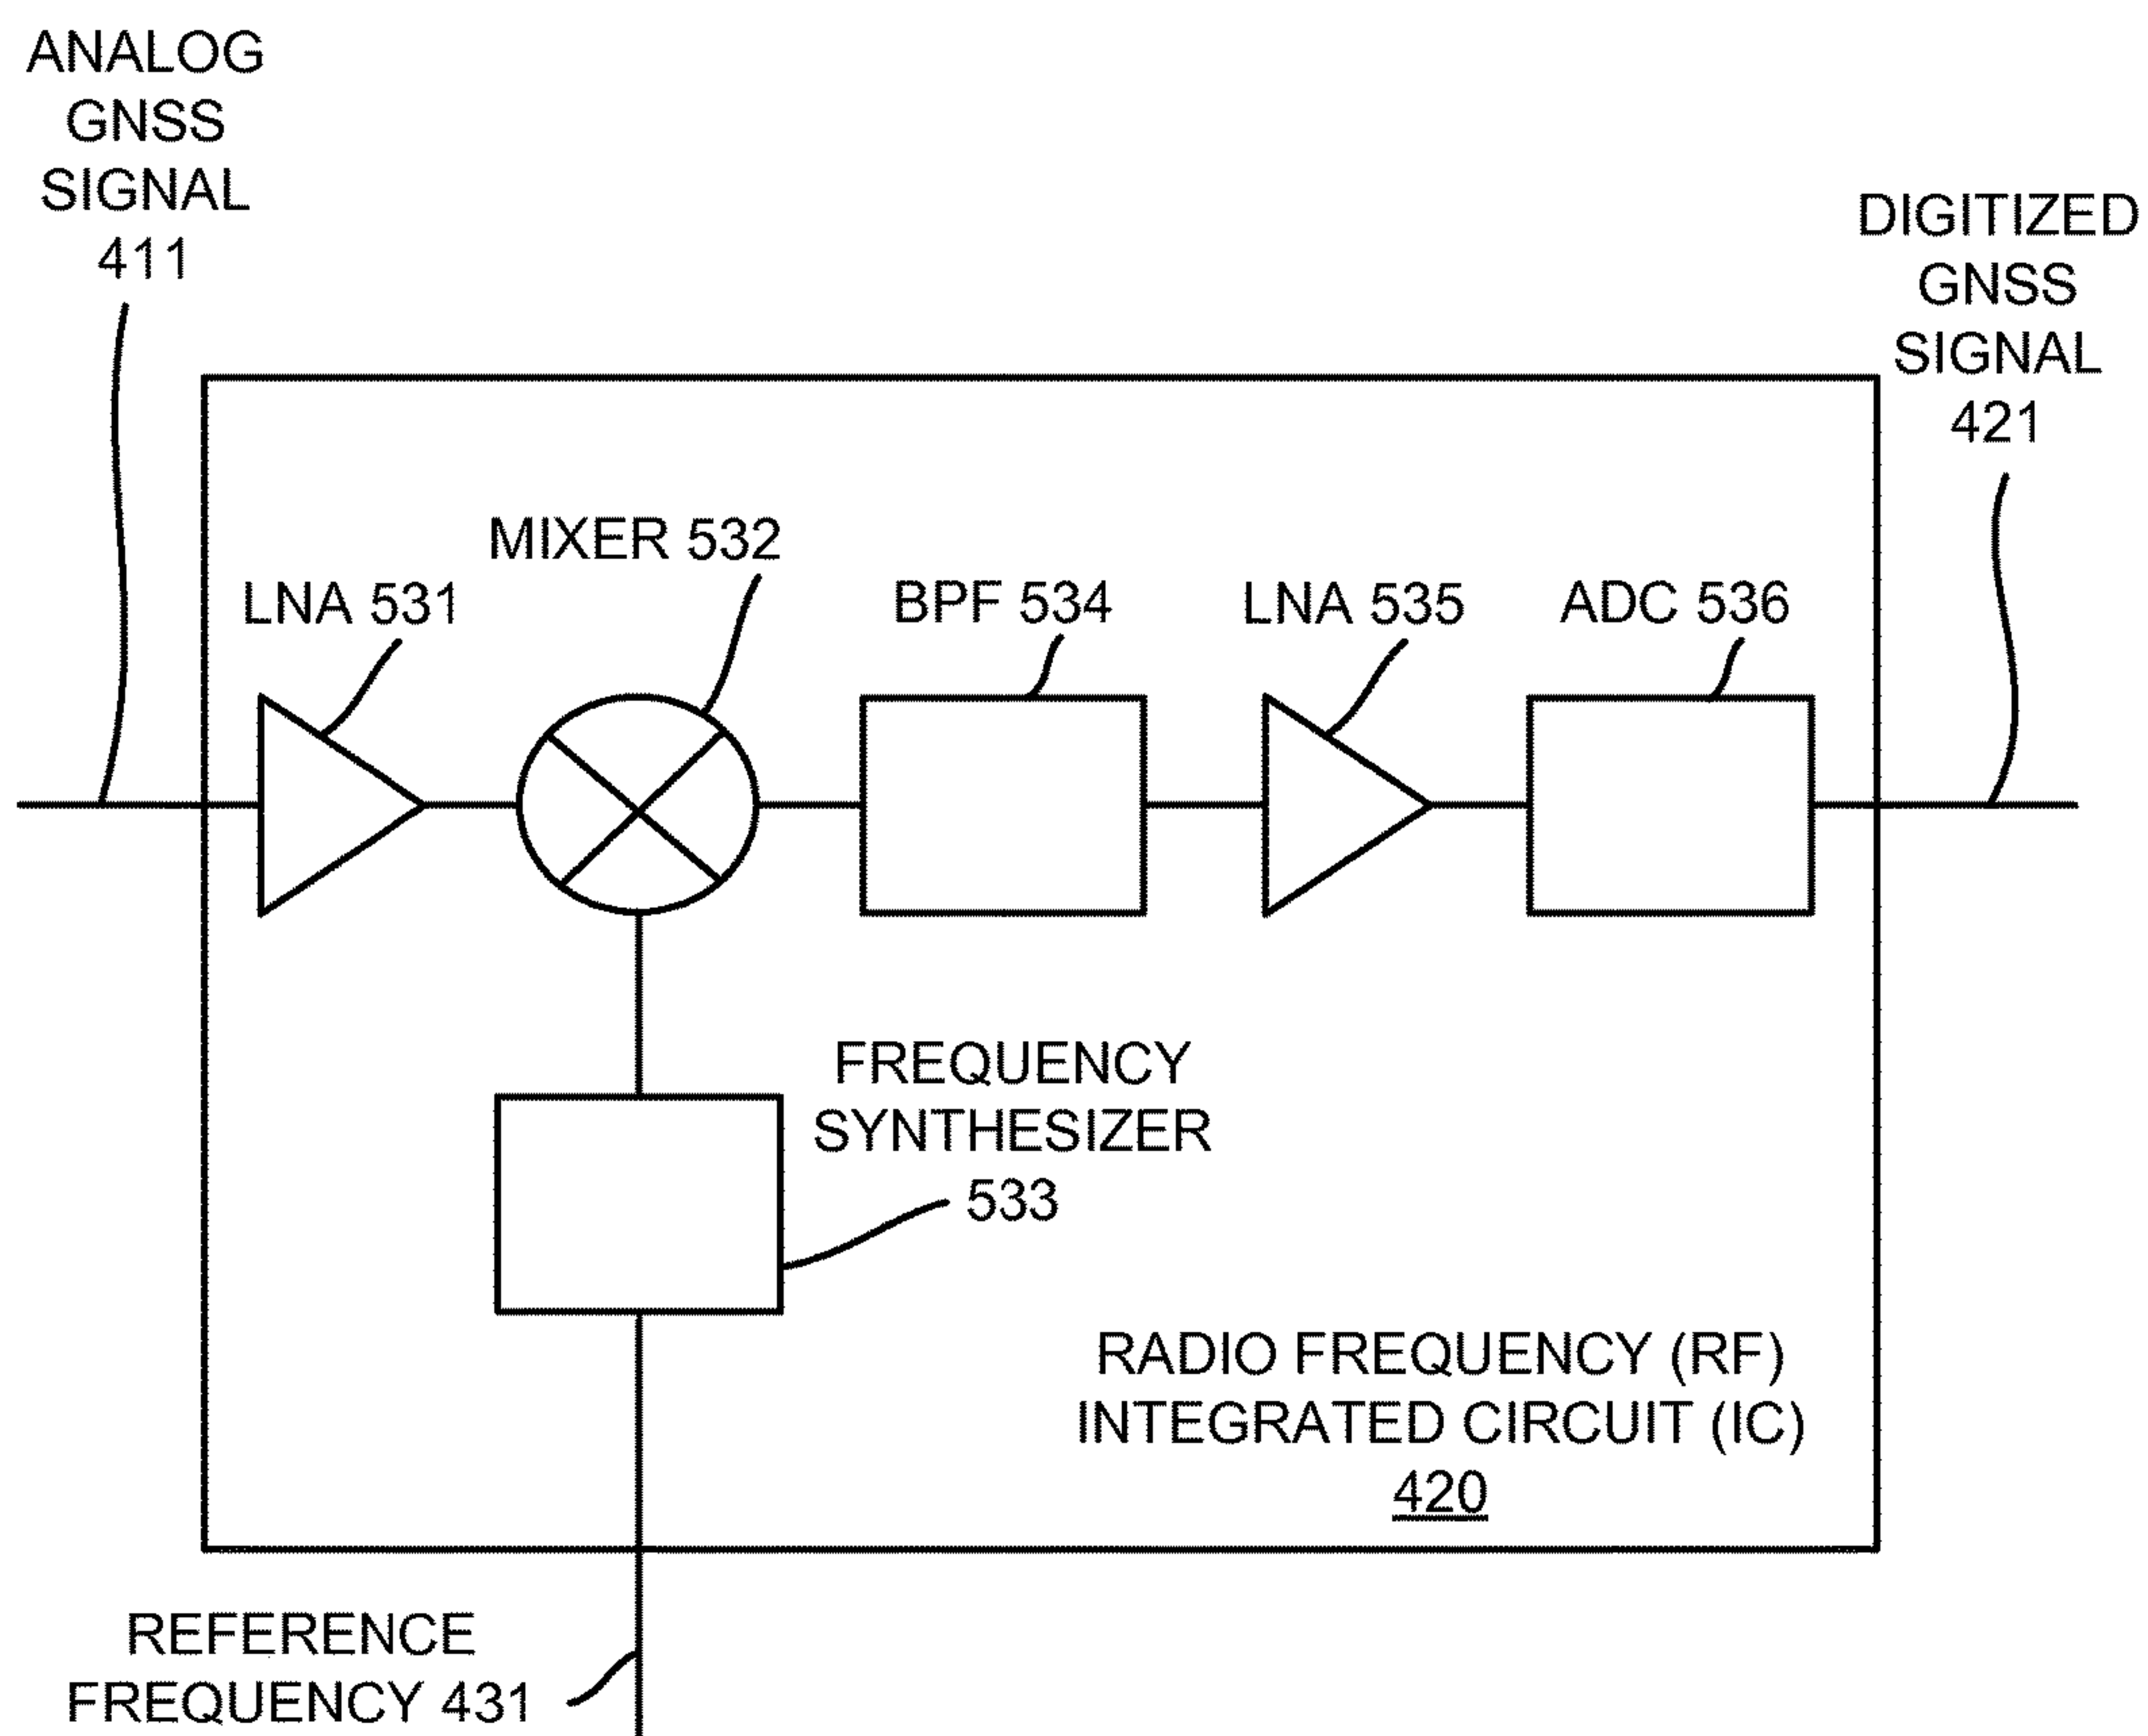 ANALOG
GNSS
SIGNAL
411
DIGITIZED
GNSS
SIGNAL
421
MIXER 532
LNA 531
BPF 534
LNA 535
ADC 536
FREQUENCY
SYNTHESIZER
533
RADIO FREQUENCY (RF)
INTEGRATED CIRCUIT (IC)
420
REFERENCE
FREQUENCY 431